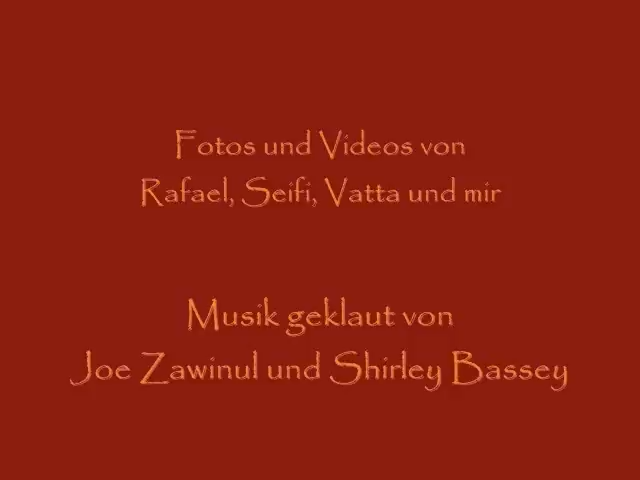 Fotos und Videos von
Rafael, Seifi, Vatta und mir
Musik geklaut von
Joe Zawinul und Shirley Bassey